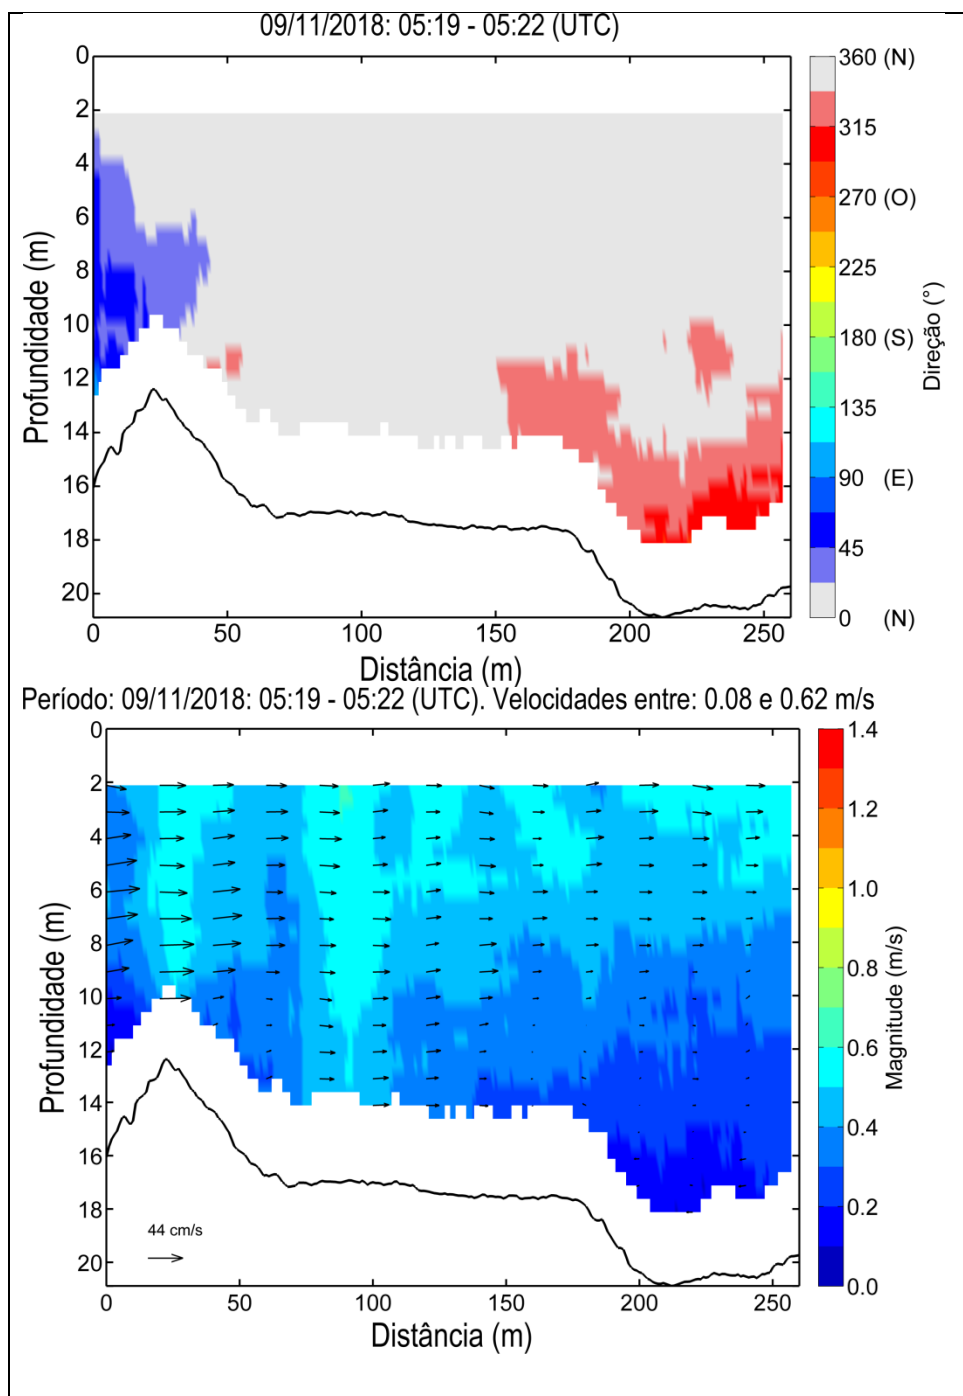 09/11/2018: 05:19 - 05:22 (UTC)
0
2
4
6
8
10
12
14
16
18
20
Profundidade (m)
0 50 100 150 200 250
Distância (m)
360 (N)
315
270 (O)
225
180 (S)
135
90 (E)
45
0 (N)
Direção (°)
Período: 09/11/2018: 05:19 - 05:22 (UTC). Velocidades entre: 0.08 e 0.62 m/s
0
2
4
6
8
10
12
14
16
18
20
Profundidade (m)
44 cm/s
0 50 100 150 200 250
Distância (m)
1.4
1.2
1.0
0.8
0.6
0.4
0.2
0.0
Magnitude (m/s)